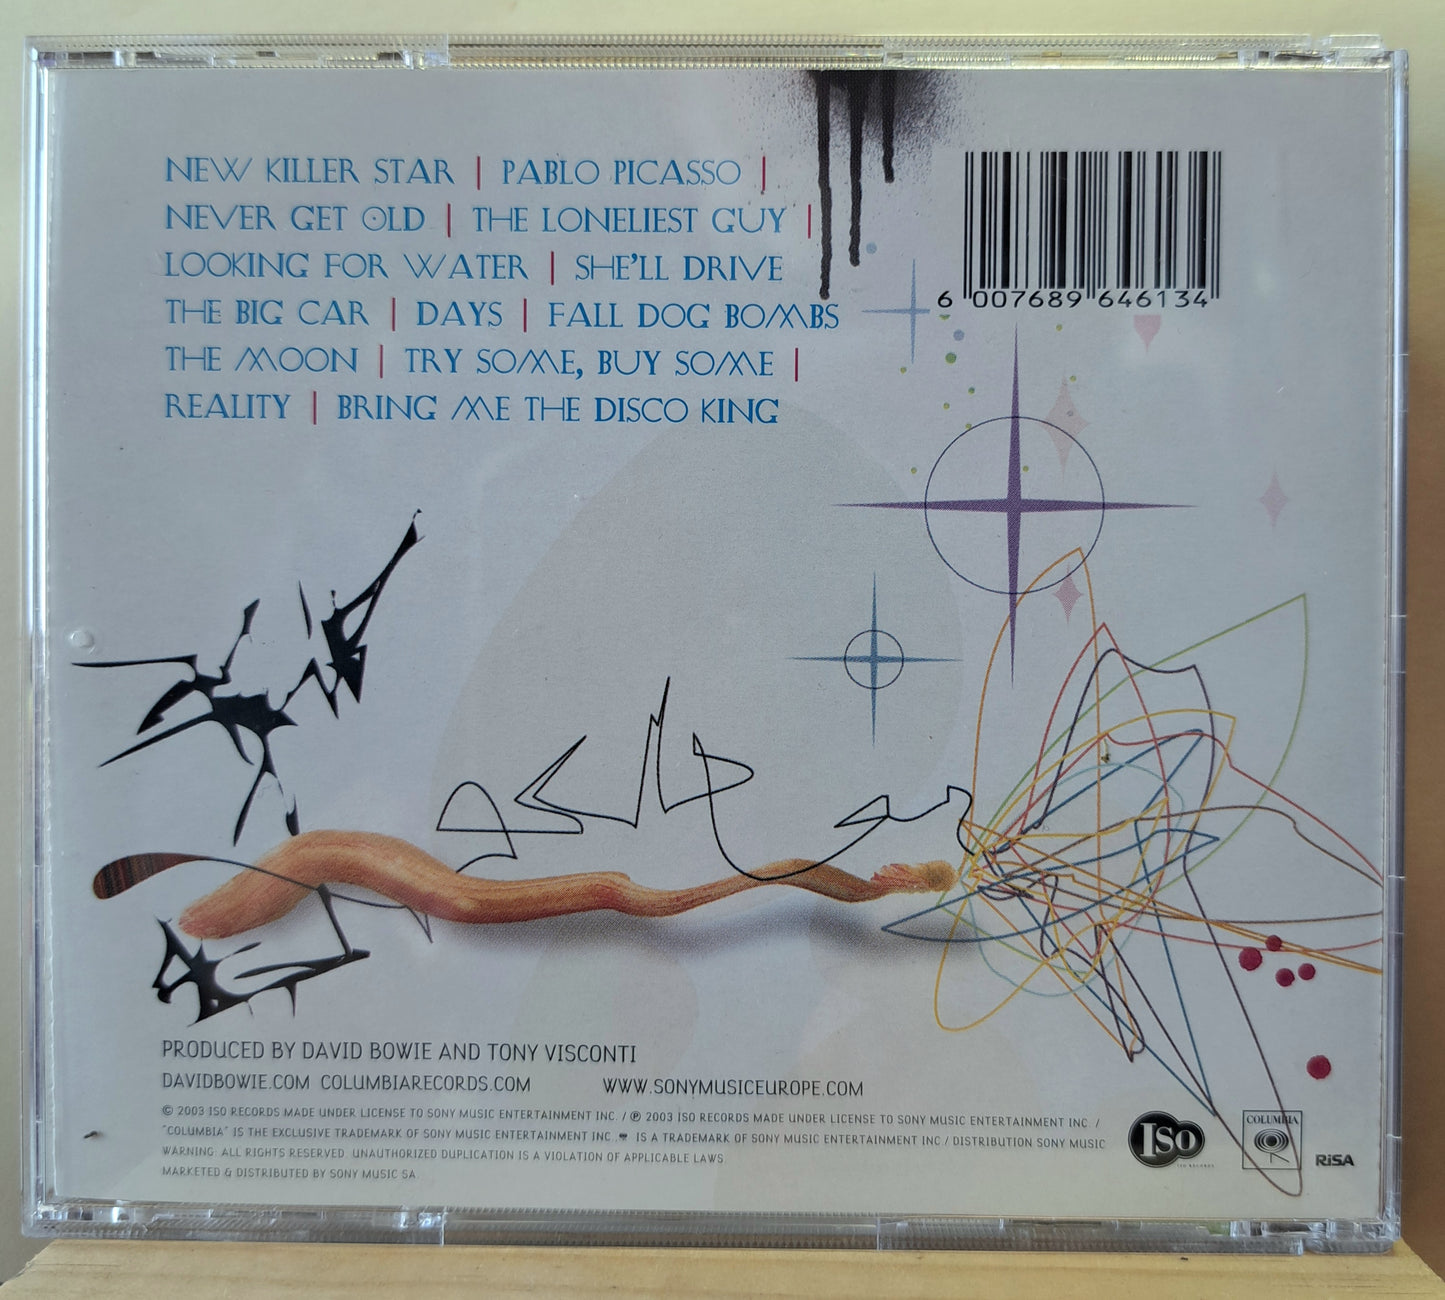 NEW KILLER STAR | PABLO PICASSO |
NEVER GET OLD | THE LONELIEST GUY |
LOOKING FOR WATER | SHE'LL DRIVE
THE BIG CAR | DAYS | FALL DOG BOMBS
THE MOON | TRY SOME, BUY SOME |
REALITY | BRING ME THE DISCO KING
6 007689 646134
PRODUCED BY DAVID BOWIE AND TONY VISCONTI
DAVIDBOWIE.COM COLUMBIARECORDS.COM WWW.SONYMUSICEUROPE.COM
© 2003 ISO RECORDS MADE UNDER LICENSE TO SONY MUSIC ENTERTAINMENT INC. / ℗ 2003 ISO RECORDS MADE UNDER LICENSE TO SONY MUSIC ENTERTAINMENT INC. /
"COLUMBIA" IS THE EXCLUSIVE TRADEMARK OF SONY MUSIC ENTERTAINMENT INC. IS A TRADEMARK OF SONY MUSIC ENTERTAINMENT INC / DISTRIBUTION SONY MUSIC
WARNING: ALL RIGHTS RESERVED. UNAUTHORIZED DUPLICATION IS A VIOLATION OF APPLICABLE LAWS.
MARKETED & DISTRIBUTED BY SONY MUSIC SA.
ISO
ISO RECORDS
COLUMBIA
RiSA